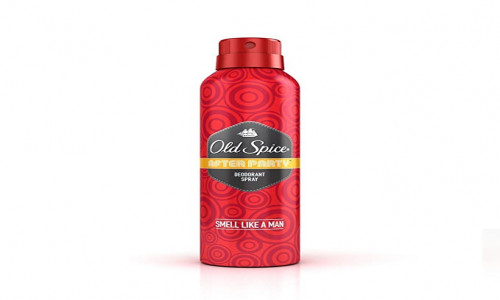 Old Spice®
AFTER PARTY
DEODORANT
SPRAY
SMELL LIKE A MAN